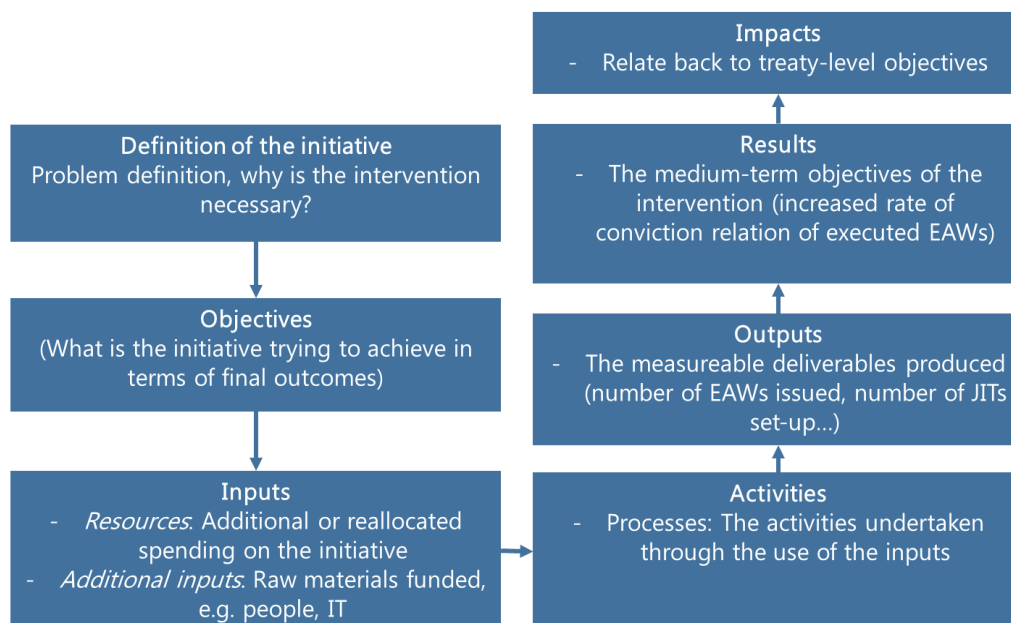 Definition of the initiative
Problem definition, why is the intervention
necessary?
Objectives
(What is the initiative trying to achieve in
terms of final outcomes)
Inputs
- Resources: Additional or reallocated
spending on the initiative
- Additional inputs: Raw materials funded,
e.g. people, IT
Activities
- Processes: The activities undertaken
through the use of the inputs
Outputs
- The measureable deliverables produced
(number of EAWs issued, number of JITs
set-up...)
Results
- The medium-term objectives of the
intervention (increased rate of
conviction relation of executed EAWs)
Impacts
- Relate back to treaty-level objectives